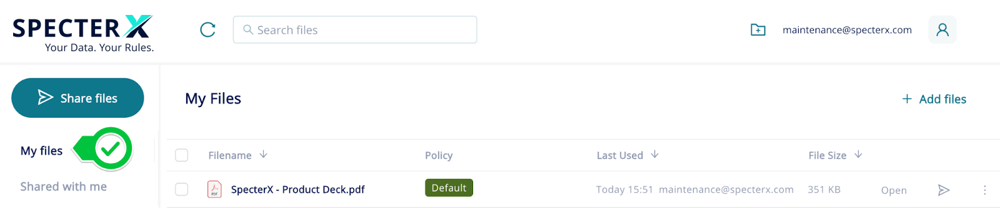 SPECTERX
Your Data. Your Rules.
Search files
maintenance@specterx.com
Share files
My files
Shared with me
My Files
+ Add files
Filename Policy Last Used File Size
PDF SpecterX - Product Deck.pdf Default Today 15:51 maintenance@specterx.com 351 KB Open